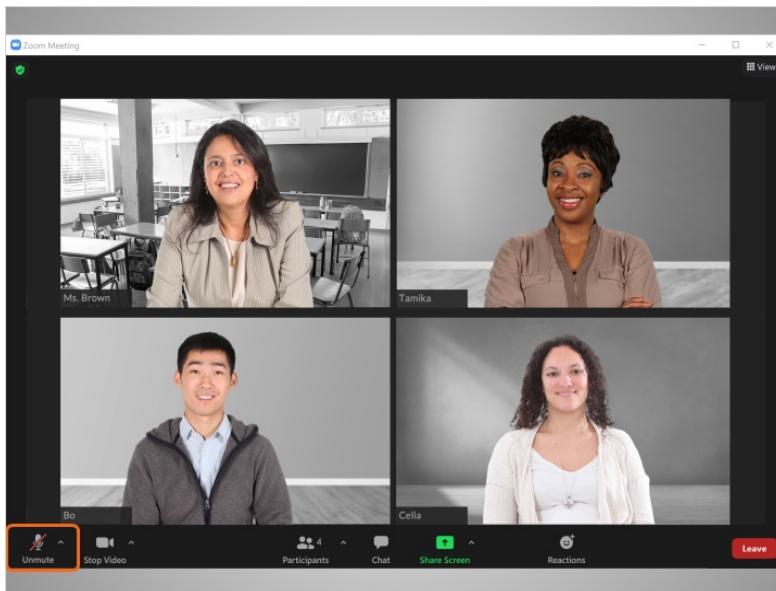 Zoom Meeting
View
Ms. Brown
Tamika
Bo
Celia
4
Unmute
Stop Video
Participants
Chat
Share Screen
Reactions
Leave